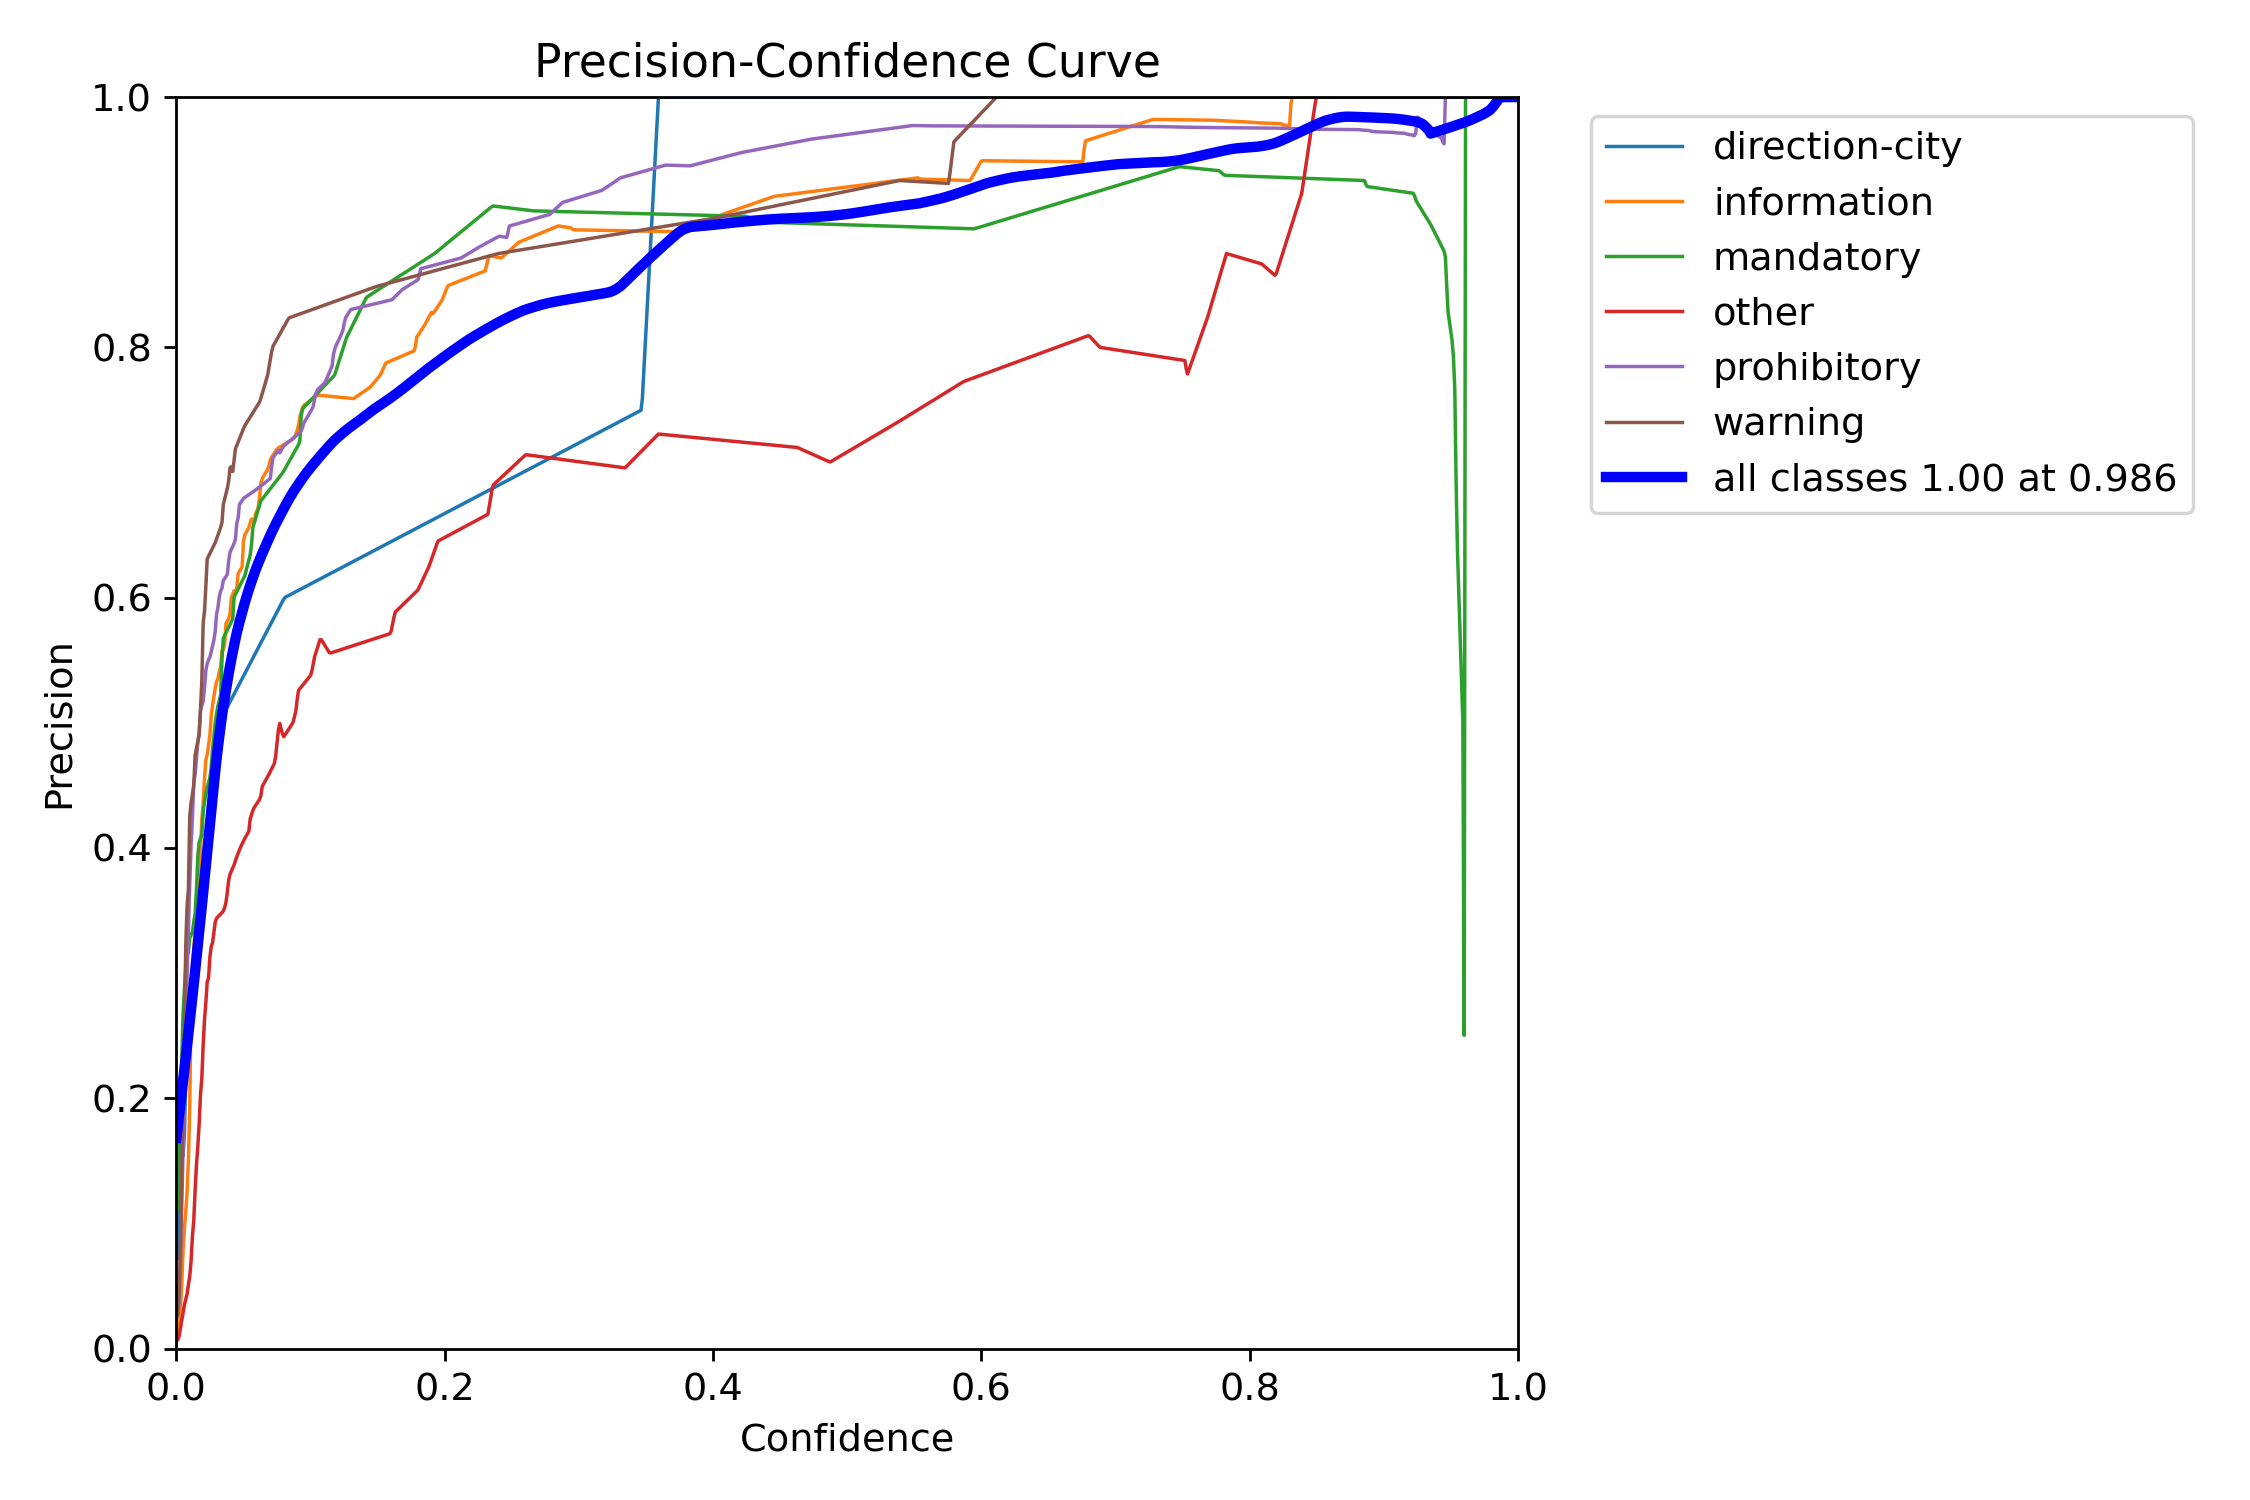 Precision-Confidence Curve
1.0
0.8
0.6
0.4
0.2
0.0
Precision
0.0 0.2 0.4 0.6 0.8 1.0
Confidence
direction-city
information
mandatory
other
prohibitory
warning
all classes 1.00 at 0.986